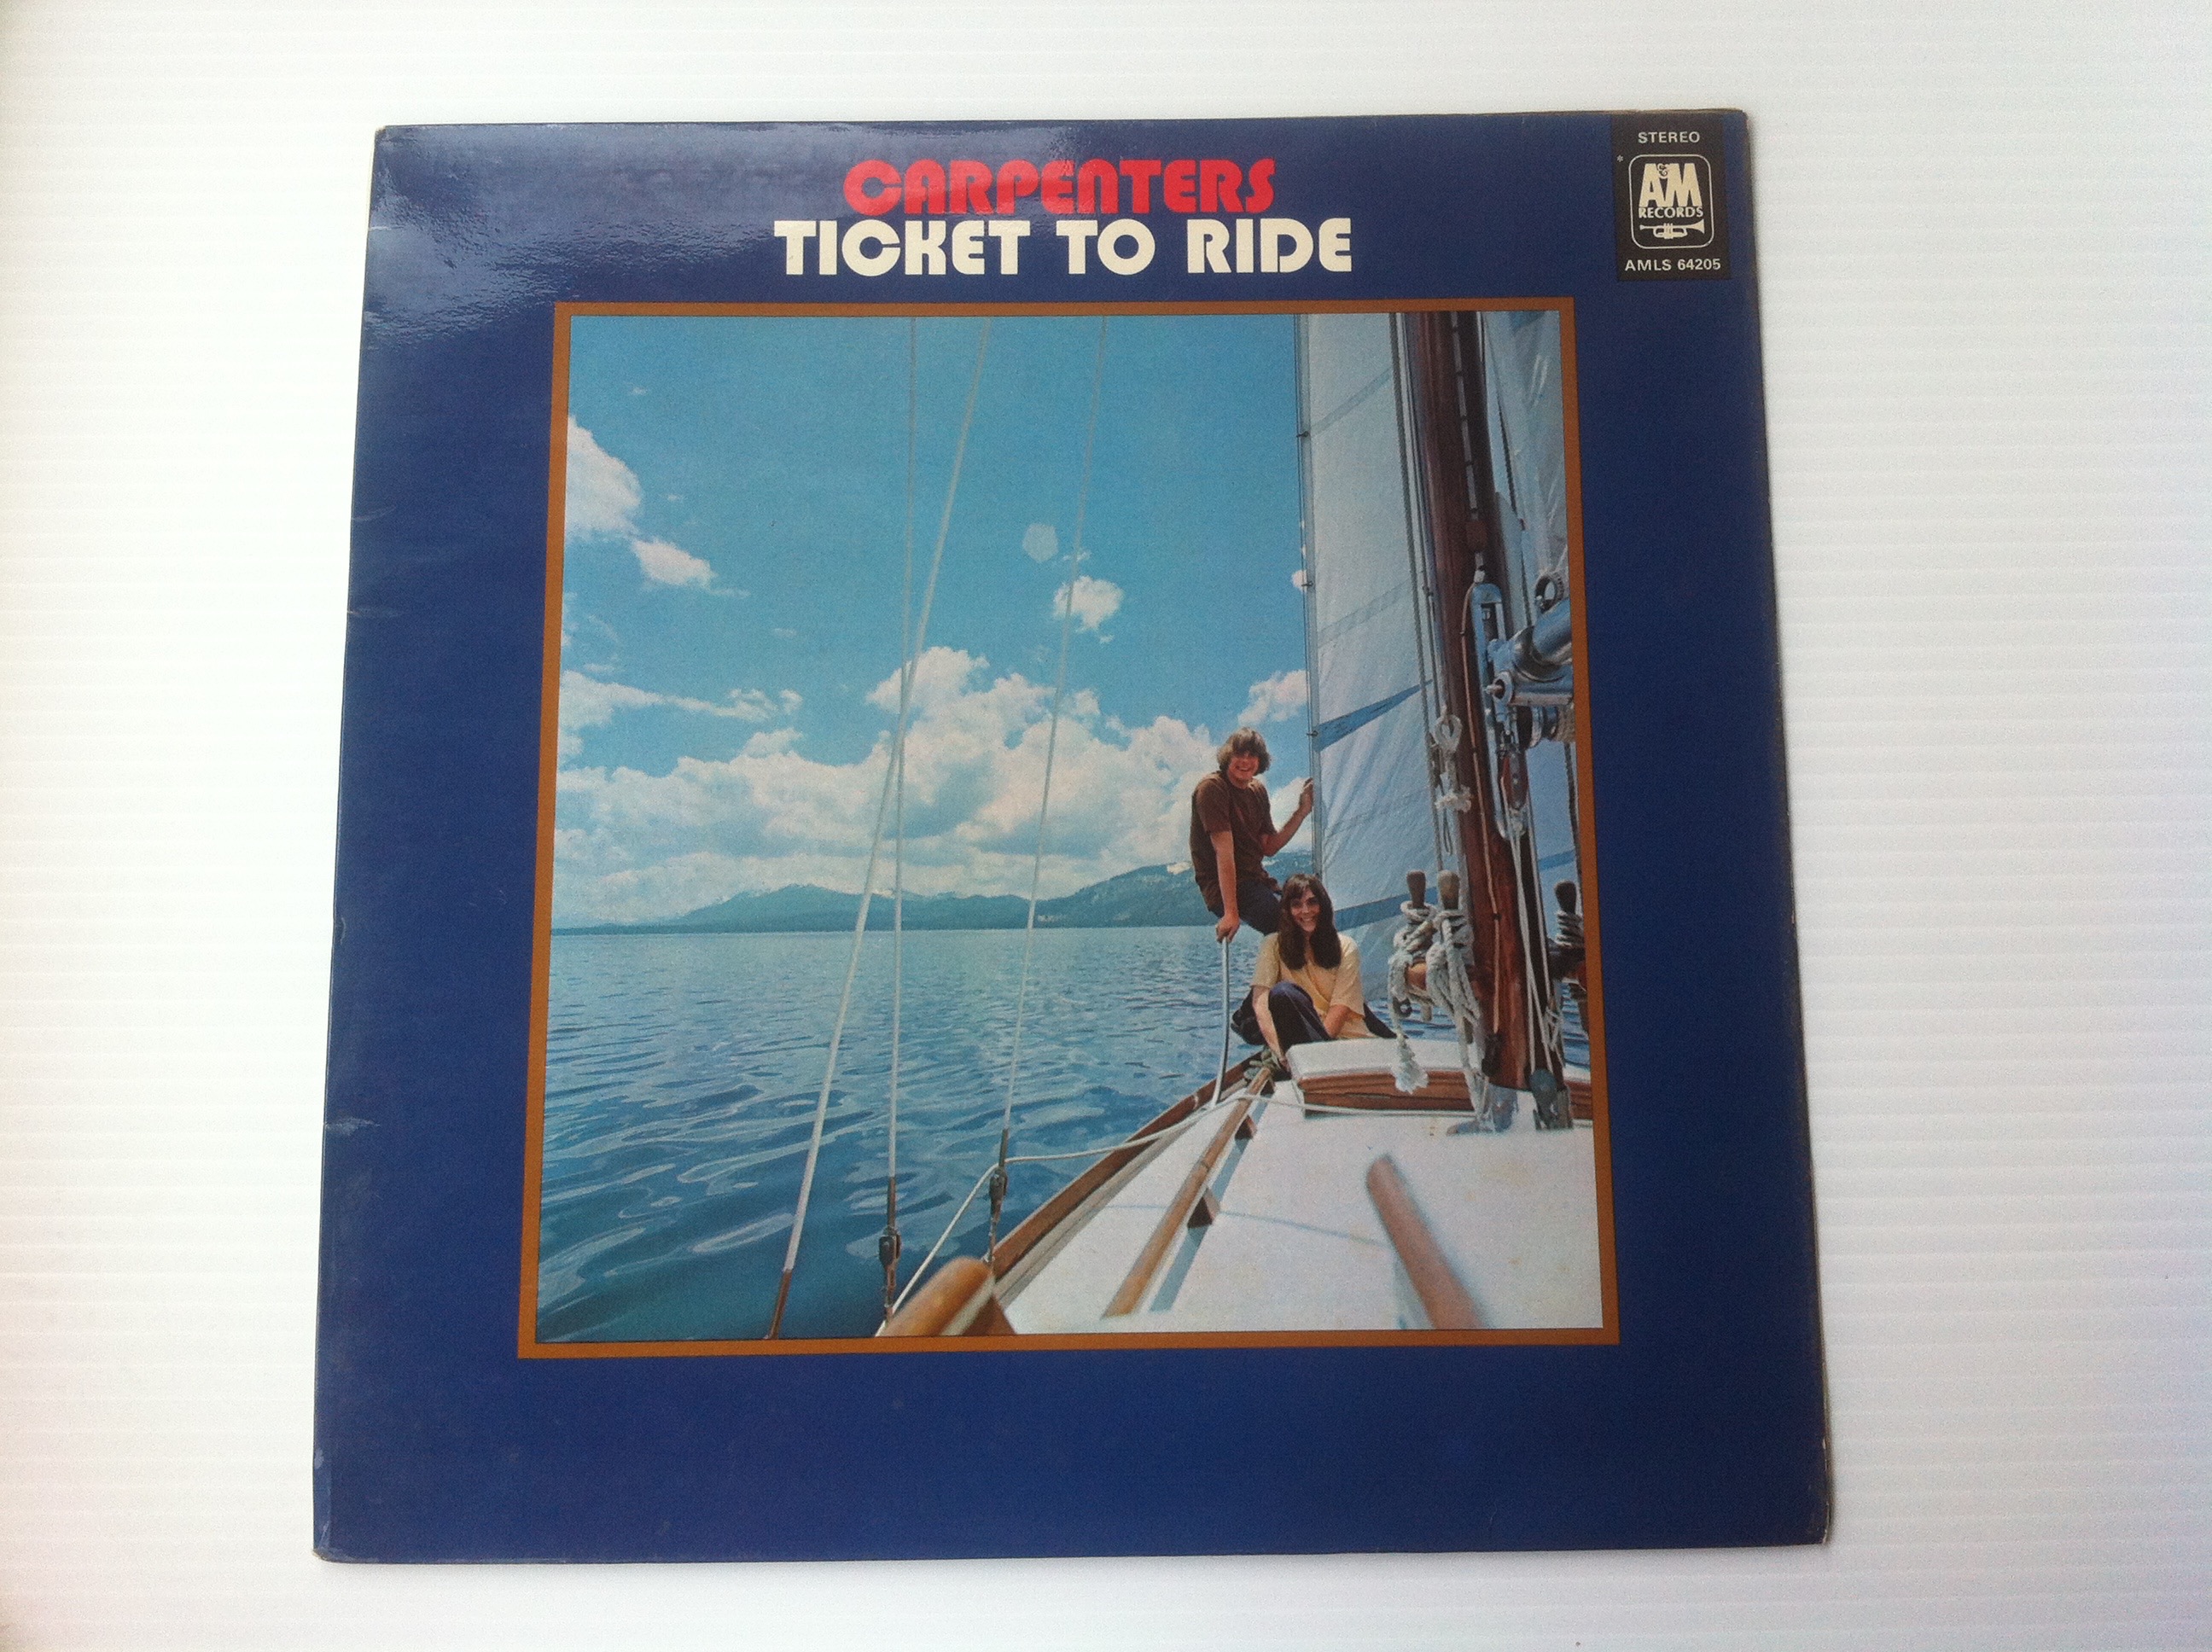 CARPENTERS
TICKET TO RIDE
STEREO
A&M
RECORDS
AMLS 64205